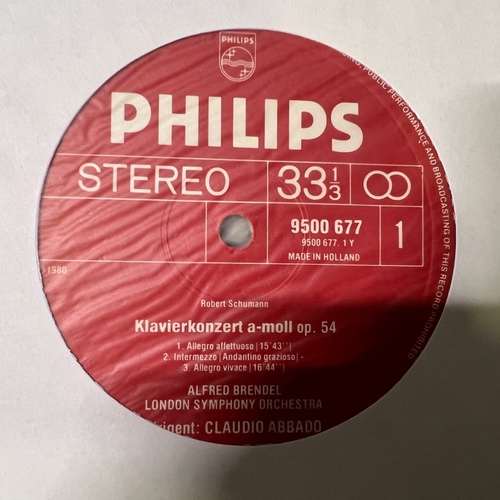 PHILIPS
PHILIPS
STEREO
33 1/3
9500 677
9500 677. 1 Y
MADE IN HOLLAND
1
1980
Robert Schumann
Klavierkonzert a-moll op. 54
1. Allegro affettuoso |15'43''|
2. Intermezzo |Andantino grazioso| -
3. Allegro vivace |16'44''|
ALFRED BRENDEL
LONDON SYMPHONY ORCHESTRA
CLAUDIO ABBADO
PUBLIC PERFORMANCE AND BROADCASTING OF THIS RECORD PROHIBITED